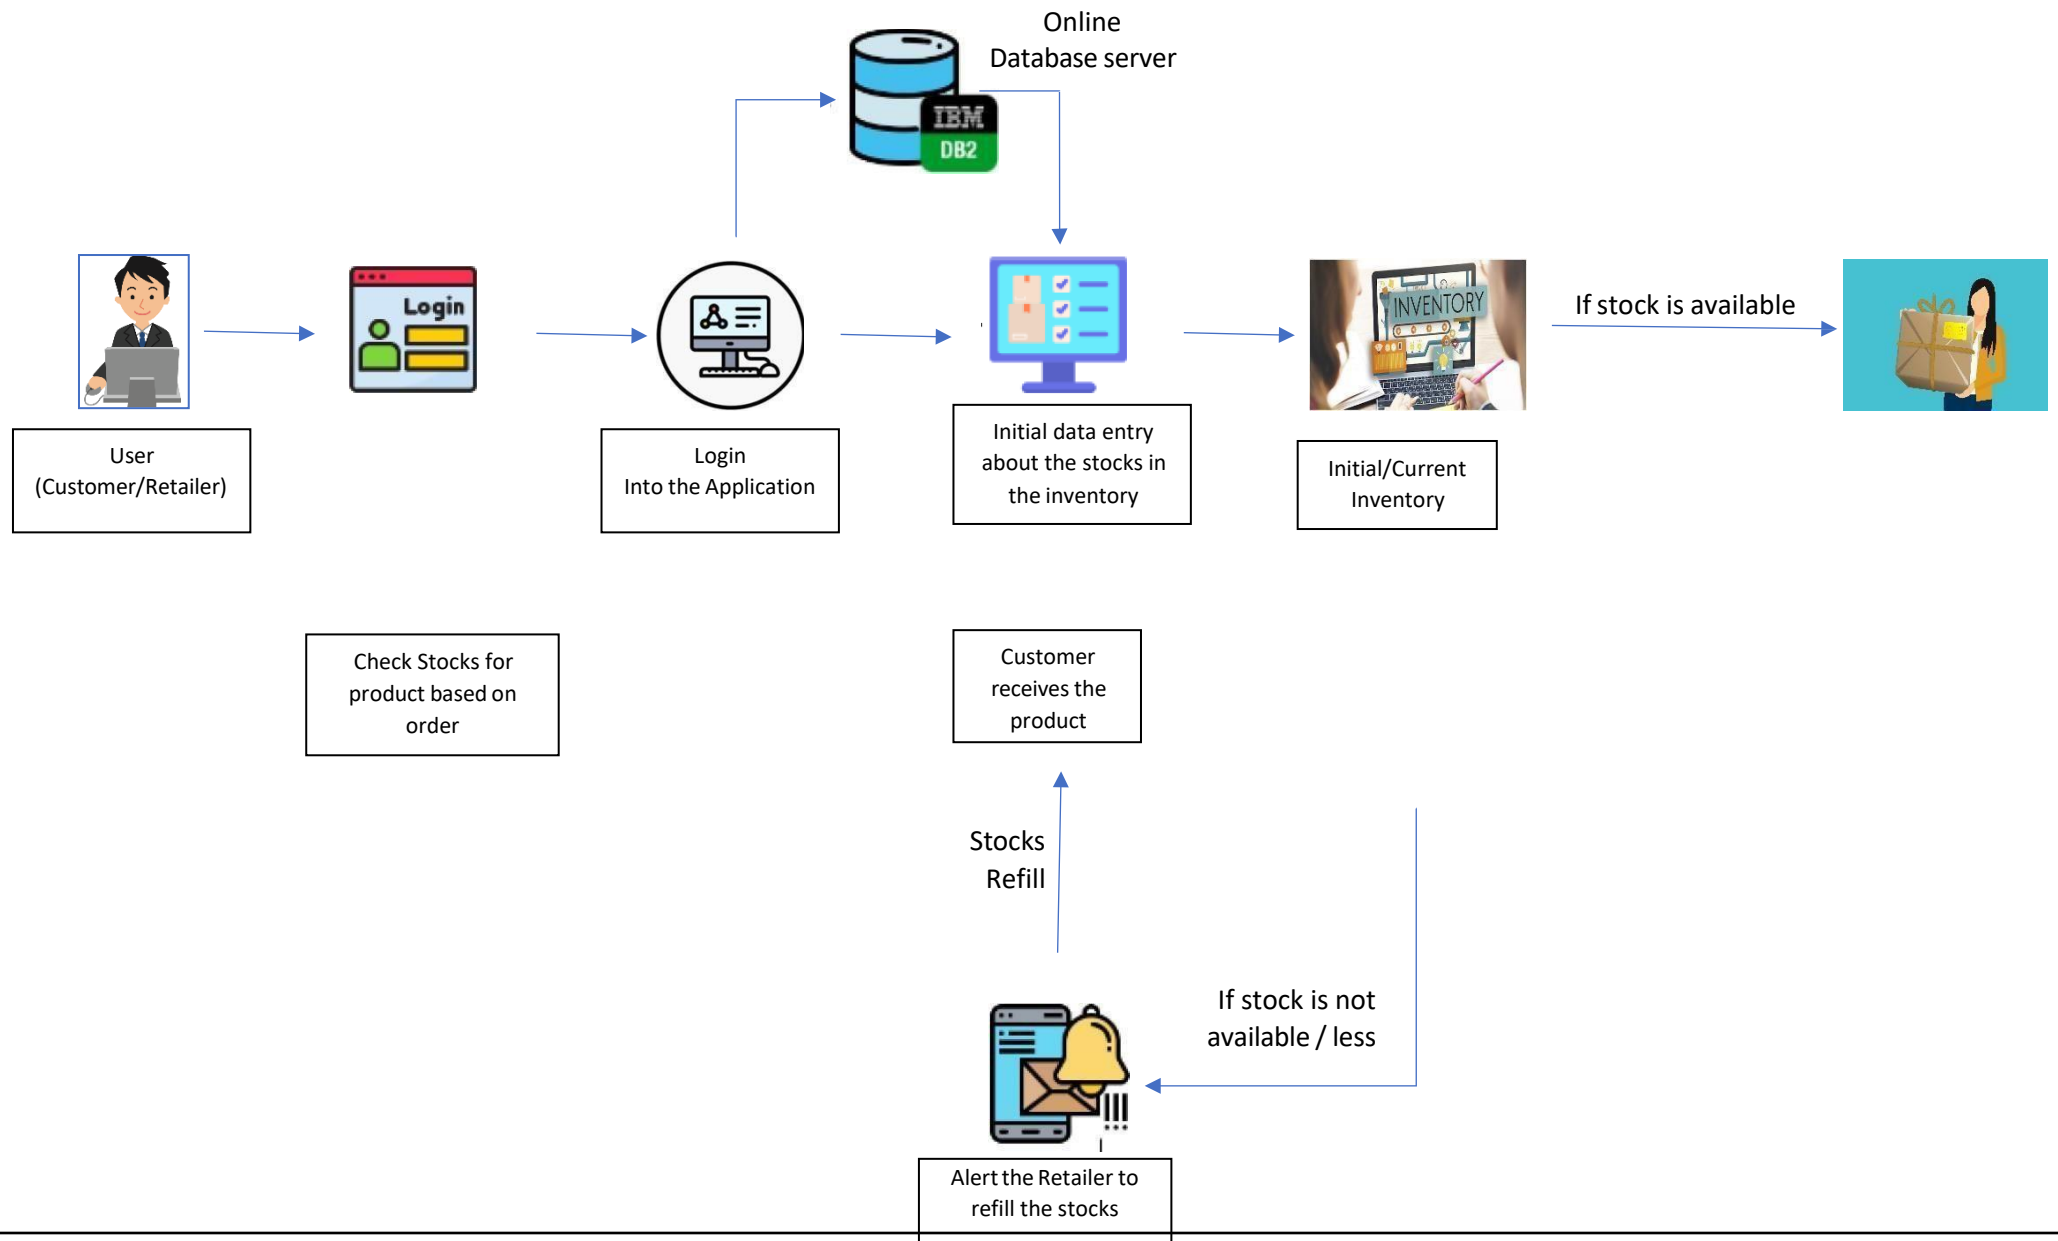 Online
Database server
IBM
DB2
Login
INVENTORY
If stock is available
User
(Customer/Retailer)
Login
Into the Application
Initial data entry
about the stocks in
the inventory
Initial/Current
Inventory
Check Stocks for
product based on
order
Customer
receives the
product
Stocks
Refill
If stock is not
available / less
Alert the Retailer to
refill the stocks